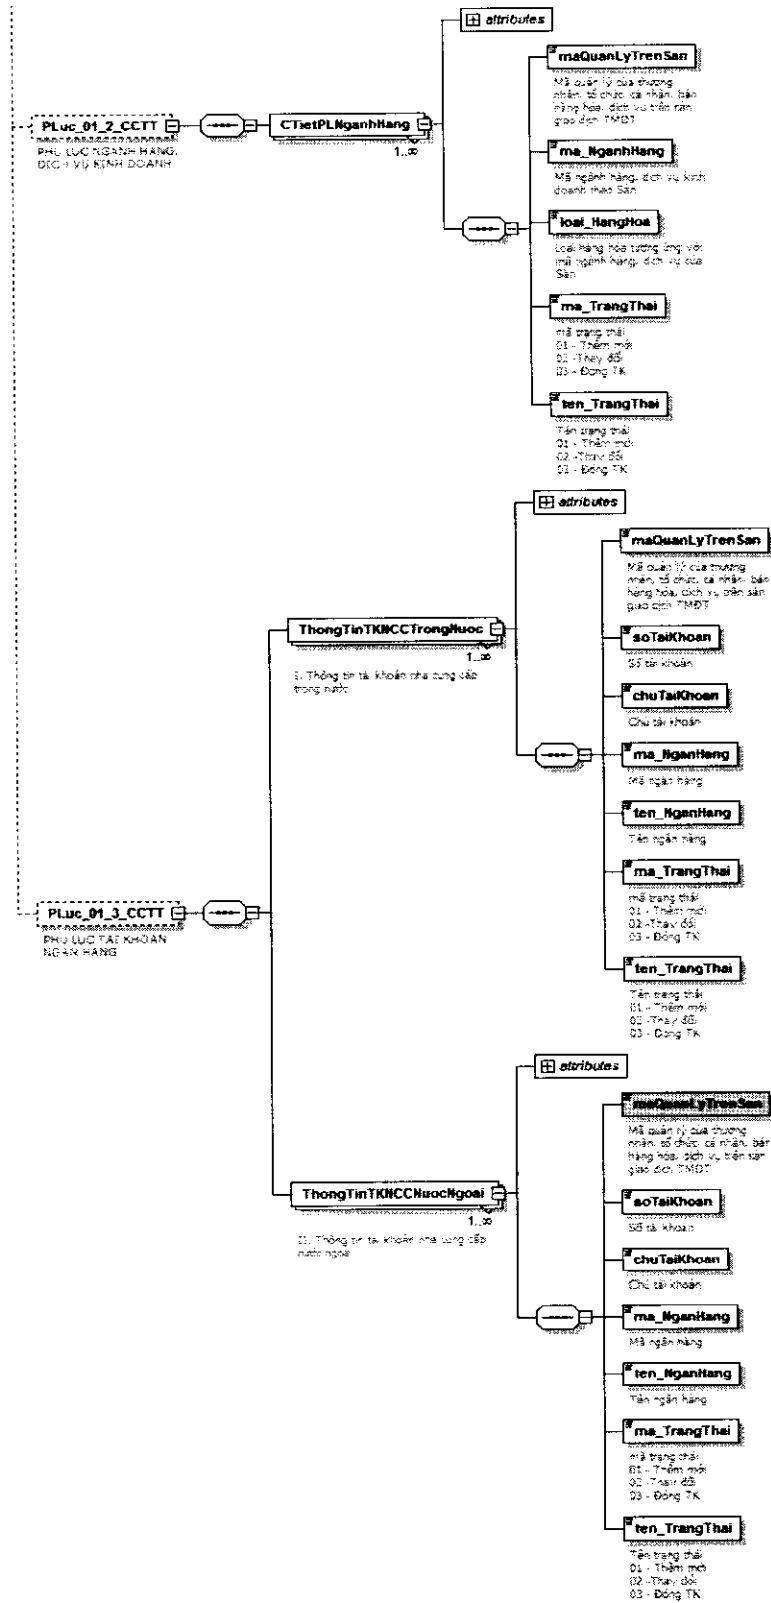 attributes
maQuanLyTrenSan
Mã quản lý của thương
nhân, tổ chức, cá nhân, bán
hàng hóa, dịch vụ trên sàn
giao dịch TMĐT
PLuc_01_2_CCTT
PHỤ LỤC NGÀNH HÀNG,
DỊCH VỤ KINH DOANH
CTietPLNganhHang
1..∞
ma_NganhHang
Mã ngành hàng, dịch vụ kinh
doanh theo Sàn
loai_HangHoa
Loại hàng hóa tương ứng với
mã ngành hàng, dịch vụ của
Sàn
ma_TrangThai
mã trạng thái
01 - Thêm mới
02 -Thay đổi
03 - Đóng TK
ten_TrangThai
Tên trạng thái
01 - Thêm mới
02 -Thay đổi
03 - Đóng TK
attributes
maQuanLyTrenSan
Mã quản lý của thương
nhân, tổ chức, cá nhân, bán
hàng hóa, dịch vụ trên sàn
giao dịch TMĐT
ThongTinTKNCCTrongNuoc
1..∞
I. Thông tin tài khoản nhà cung cấp
trong nước
soTaiKhoan
Số tài khoản
chuTaiKhoan
Chủ tài khoản
ma_NganHang
Mã ngân hàng
ten_NganHang
Tên ngân hàng
ma_TrangThai
mã trạng thái
01 - Thêm mới
02 -Thay đổi
03 - Đóng TK
PLuc_01_3_CCTT
PHỤ LỤC TÀI KHOẢN
NGÂN HÀNG
ten_TrangThai
Tên trạng thái
01 - Thêm mới
02 -Thay đổi
03 - Đóng TK
attributes
maQuanLyTrenSan
Mã quản lý của thương
nhân, tổ chức, cá nhân, bán
hàng hóa, dịch vụ trên sàn
giao dịch TMĐT
ThongTinTKNCCNuocNgoai
1..∞
II. Thông tin tài khoản nhà cung cấp
nước ngoài
soTaiKhoan
Số tài khoản
chuTaiKhoan
Chủ tài khoản
ma_NganHang
Mã ngân hàng
ten_NganHang
Tên ngân hàng
ma_TrangThai
mã trạng thái
01 - Thêm mới
02 -Thay đổi
03 - Đóng TK
ten_TrangThai
Tên trạng thái
01 - Thêm mới
02 -Thay đổi
03 - Đóng TK